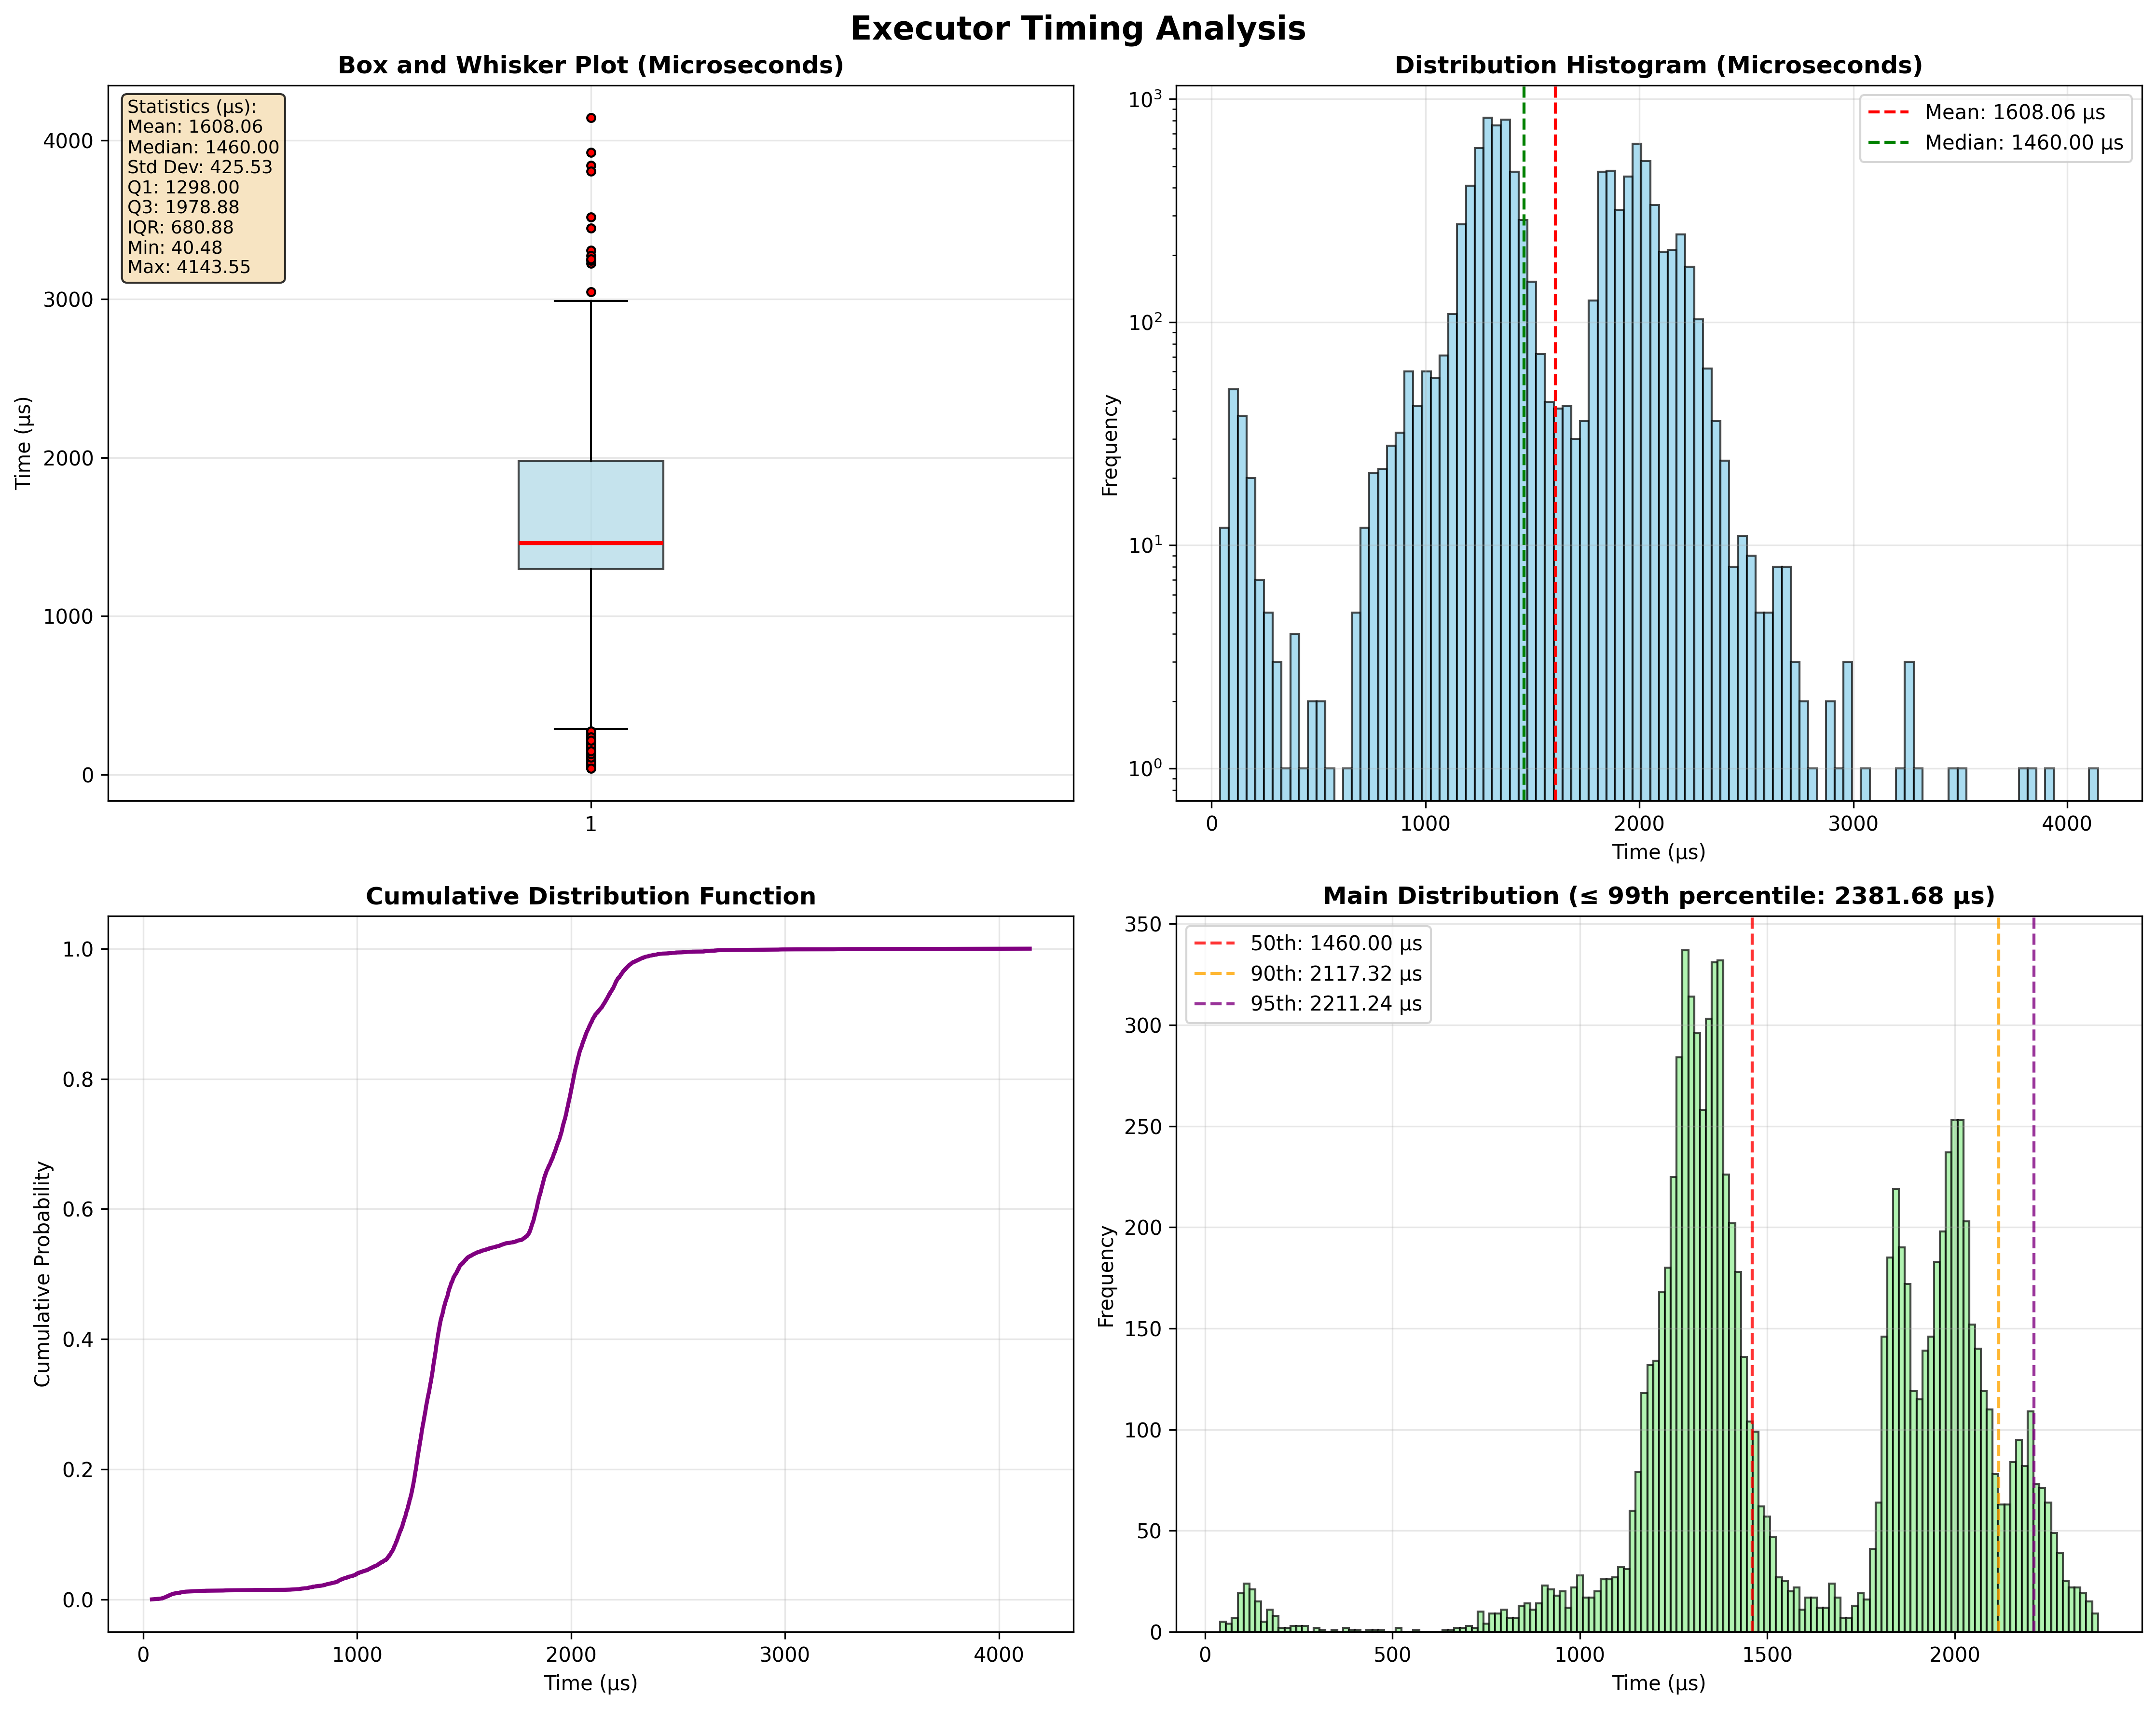 Executor Timing Analysis
Box and Whisker Plot (Microseconds)
Statistics (µs):
Mean: 1608.06
Median: 1460.00
Std Dev: 425.53
Q1: 1298.00
Q3: 1978.88
IQR: 680.88
Min: 40.48
Max: 4143.55
Time (µs)
4000
3000
2000
1000
0
1
Distribution Histogram (Microseconds)
Mean: 1608.06 µs
Median: 1460.00 µs
Frequency
10³
10²
10¹
10⁰
0 1000 2000 3000 4000
Time (µs)
Cumulative Distribution Function
Cumulative Probability
1.0
0.8
0.6
0.4
0.2
0.0
0 1000 2000 3000 4000
Time (µs)
Main Distribution (≤ 99th percentile: 2381.68 µs)
50th: 1460.00 µs
90th: 2117.32 µs
95th: 2211.24 µs
Frequency
350
300
250
200
150
100
50
0
0 500 1000 1500 2000
Time (µs)